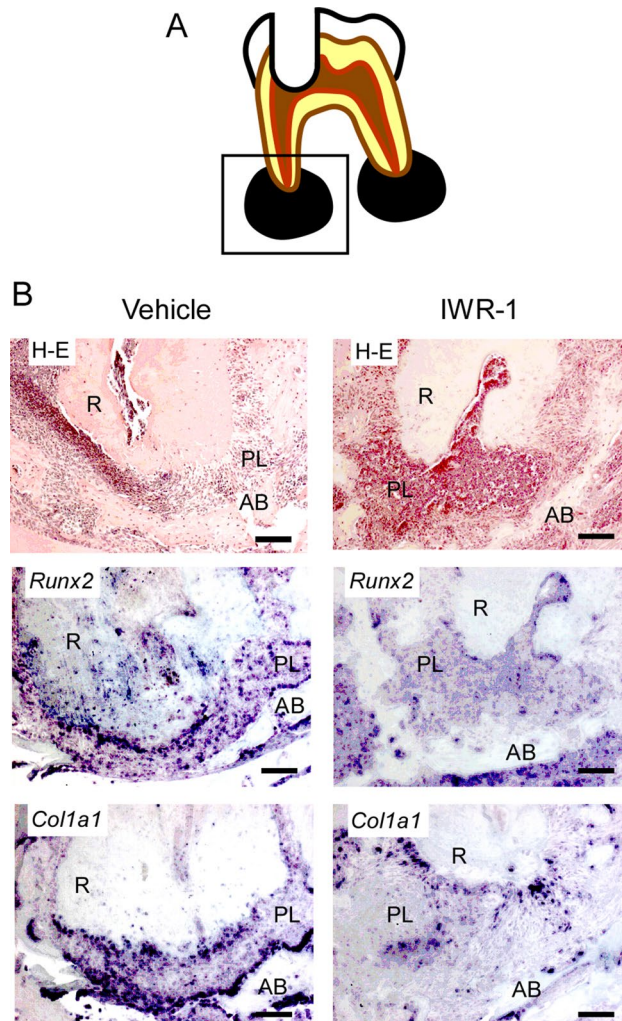 A
B
Vehicle IWR-1
H-E H-E
R R
PL PL
AB AB
Runx2 Runx2
R R
PL PL
AB AB
Col1a1 Col1a1
R R
PL PL
AB AB